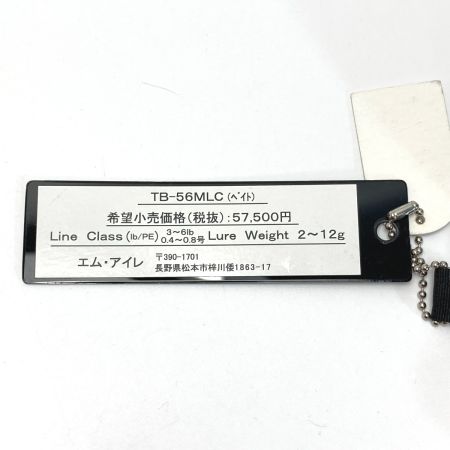 TB-56MLC(ベイト)
希望小売価格(税抜):57,500円
Line Class(lb/PE) 3〜6lb 0.4〜0.8号 Lure Weight 2〜12g
エム・アイレ 〒390-1701
長野県松本市梓川倭1863-17